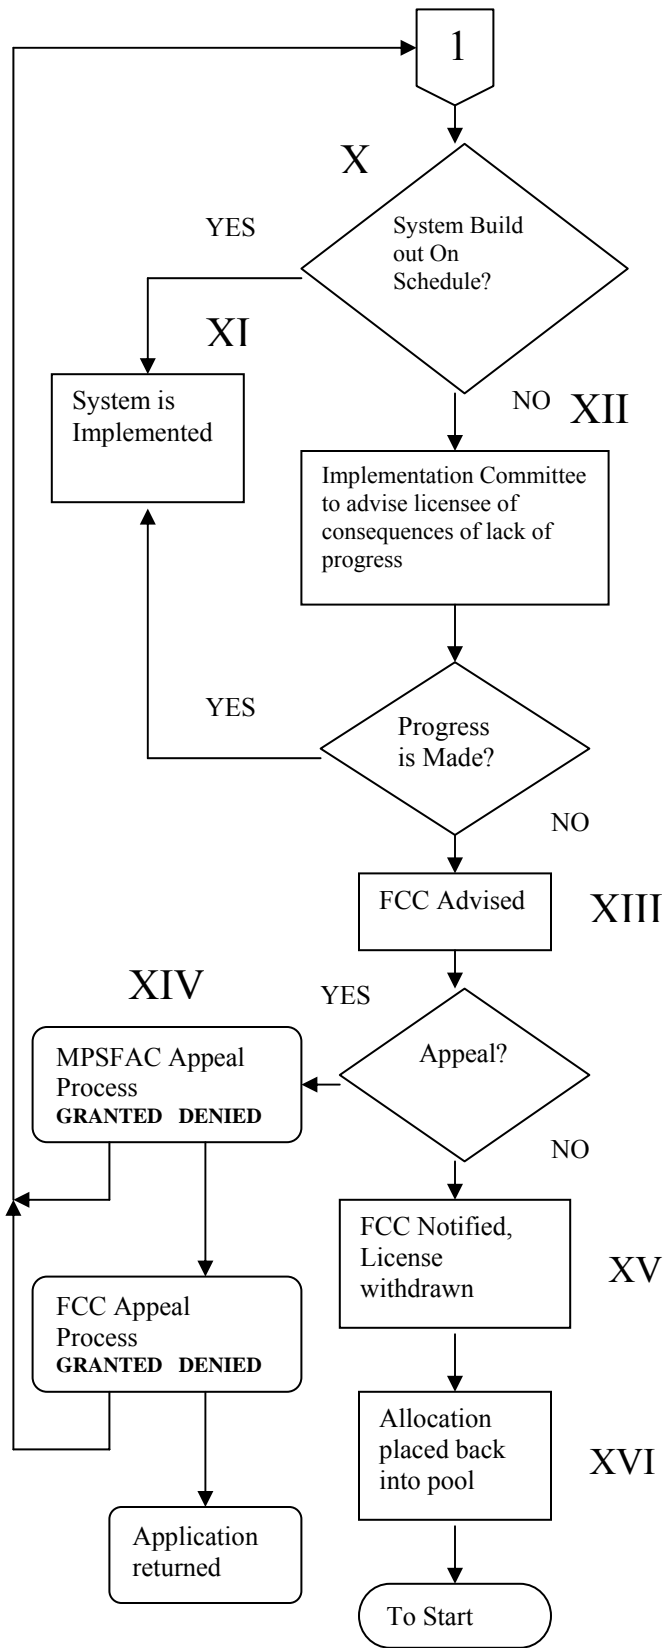 1
X
YES
System Build
out On
Schedule?
XI
System is
Implemented
NO
XII
Implementation Committee
to advise licensee of
consequences of lack of
progress
YES
Progress
is Made?
NO
FCC Advised
XIII
XIV
YES
MPSFAC Appeal
Process
GRANTED DENIED
Appeal?
NO
FCC Notified,
License
withdrawn
XV
FCC Appeal
Process
GRANTED DENIED
Allocation
placed back
into pool
XVI
Application
returned
To Start